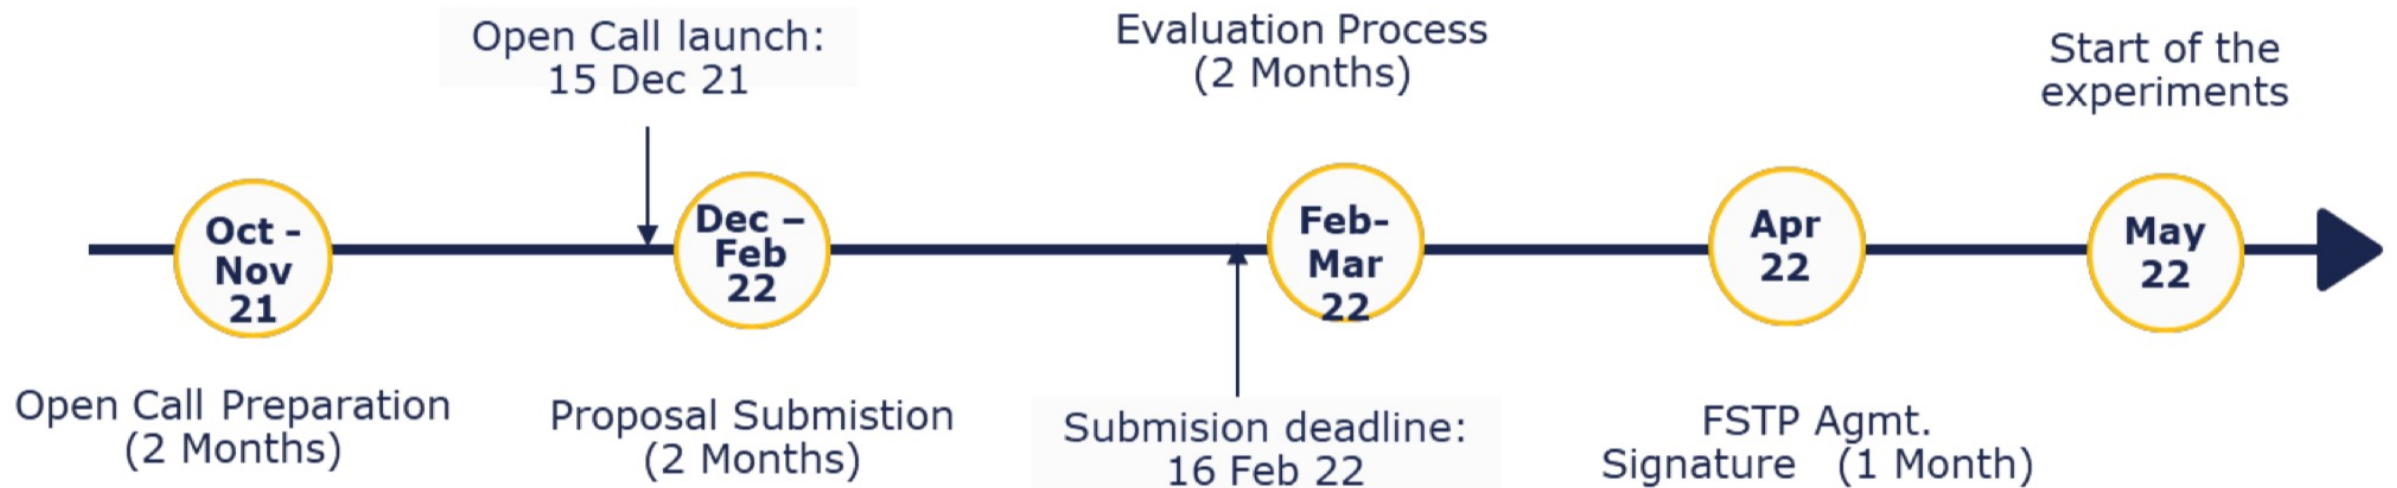 Open Call launch:
15 Dec 21
Evaluation Process
(2 Months)
Start of the
experiments
Oct -
Nov
21
Dec –
Feb
22
Feb-
Mar
22
Apr
22
May
22
Open Call Preparation
(2 Months)
Proposal Submistion
(2 Months)
Submision deadline:
16 Feb 22
FSTP Agmt.
Signature (1 Month)